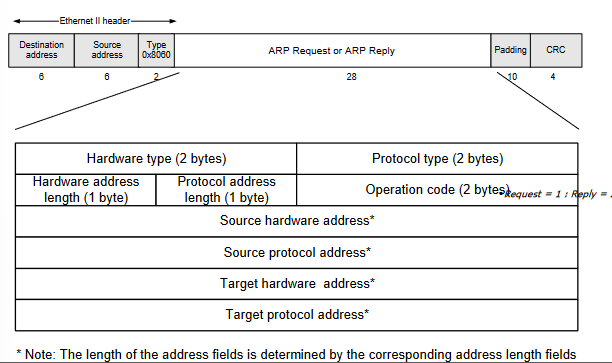 Ethernet II header
Destination address
Source address
Type 0x8060
ARP Request or ARP Reply
Padding
CRC
6
6
2
28
10
4
Hardware type (2 bytes)
Protocol type (2 bytes)
Hardware address length (1 byte)
Protocol address length (1 byte)
Operation code (2 bytes)
Request = 1 : Reply =
Source hardware address*
Source protocol address*
Target hardware address*
Target protocol address*
* Note: The length of the address fields is determined by the corresponding address length fields